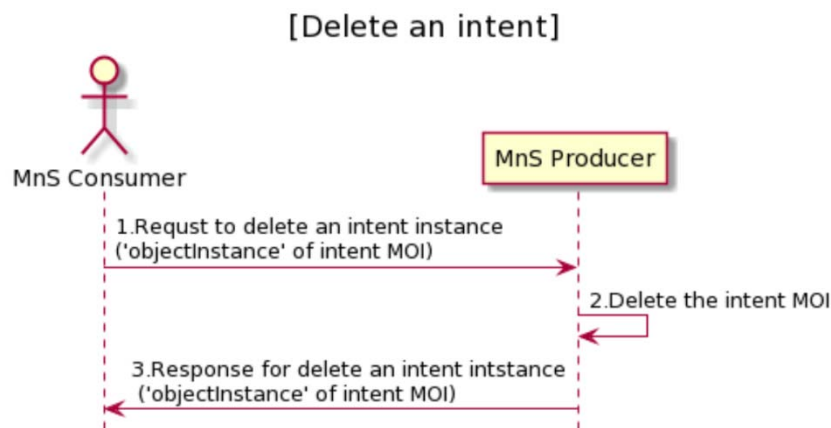 [Delete an intent]
MnS Consumer
MnS Producer
1.Requst to delete an intent instance
('objectInstance' of intent MOI)
2.Delete the intent MOI
3.Response for delete an intent intstance
('objectInstance' of intent MOI)